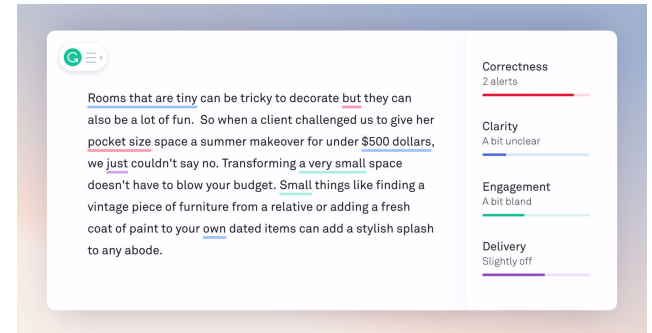 Rooms that are tiny can be tricky to decorate but they can
also be a lot of fun.  So when a client challenged us to give her
pocket size space a summer makeover for under $500 dollars,
we just couldn't say no. Transforming a very small space
doesn't have to blow your budget. Small things like finding a
vintage piece of furniture from a relative or adding a fresh
coat of paint to your own dated items can add a stylish splash
to any abode.
Correctness
2 alerts
Clarity
A bit unclear
Engagement
A bit bland
Delivery
Slightly off